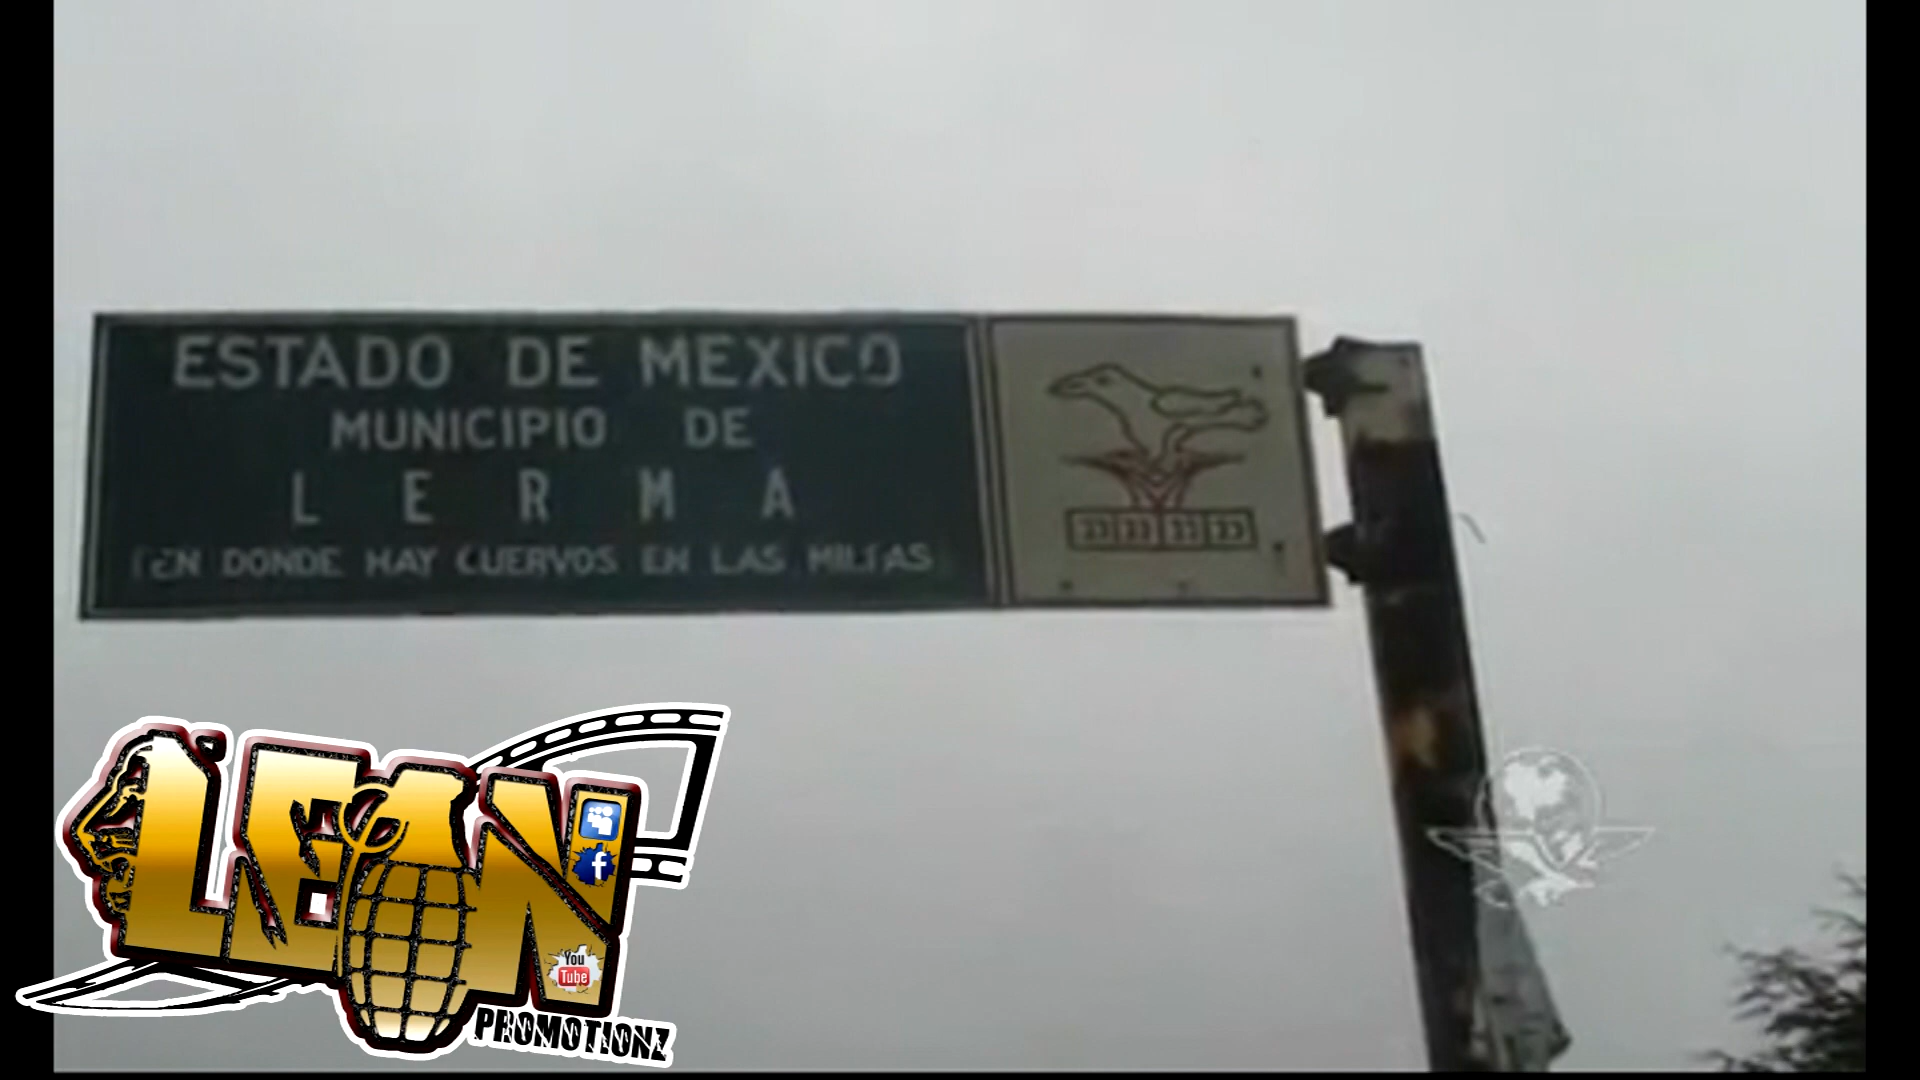 ESTADO DE MEXICO
MUNICIPIO DE
L E R M A
(EN DONDE HAY CUERVOS EN LAS MILPAS
LEON
f
You
Tube
PROMOTIONZ